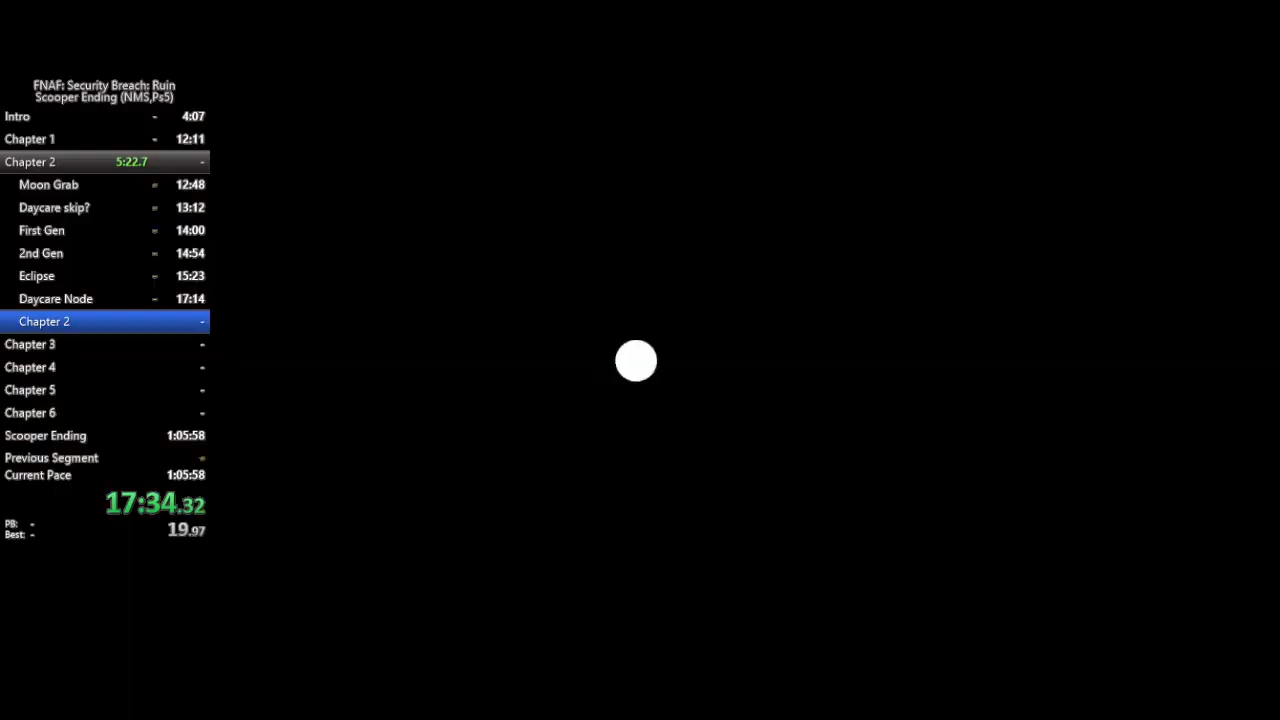 FNAF: Security Breach: Ruin
Scooper Ending (NMS,Ps5)
Intro - 4:07
Chapter 1 - 12:11
Chapter 2 5:22.7 -
Moon Grab - 12:48
Daycare skip? - 13:12
First Gen - 14:00
2nd Gen - 14:54
Eclipse - 15:23
Daycare Node - 17:14
Chapter 2 -
Chapter 3 -
Chapter 4 -
Chapter 5 -
Chapter 6 -
Scooper Ending 1:05:58
Previous Segment -
Current Pace 1:05:58
17:34.32
PB: - 19.97
Best: -